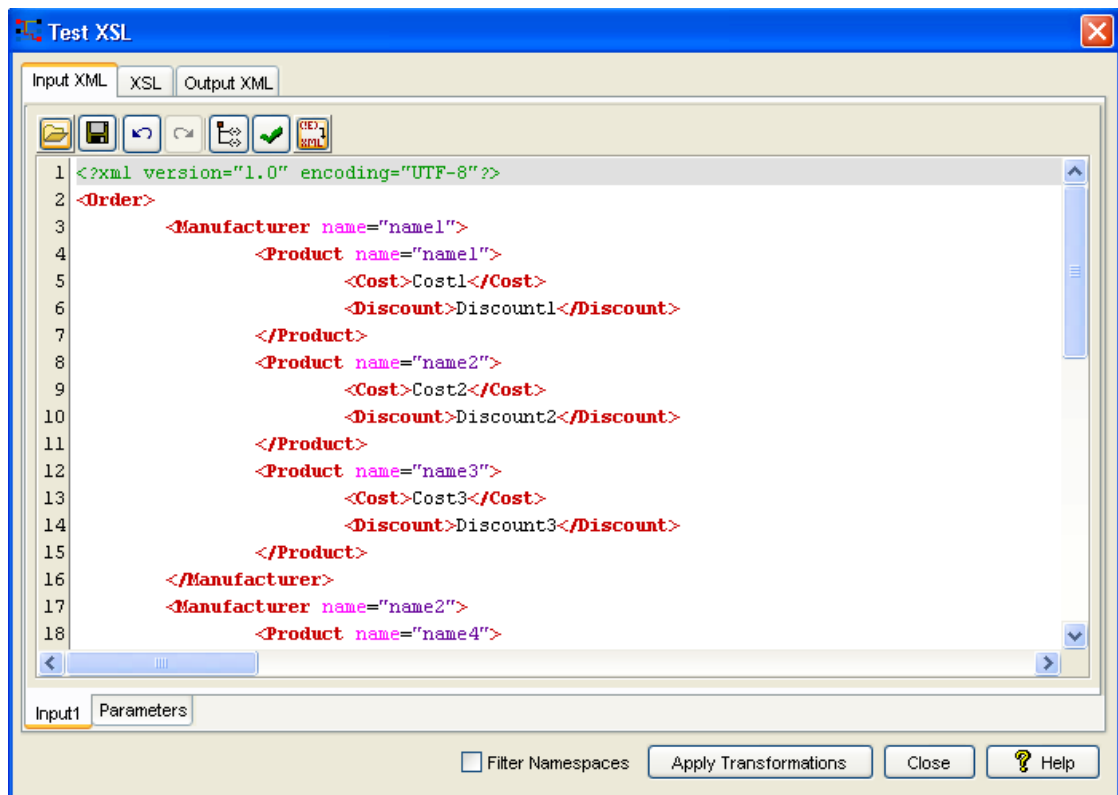 Test XSL
Input XML XSL Output XML
(!E) XML
1 <?xml version="1.0" encoding="UTF-8"?>
2 <Order>
3 <Manufacturer name="name1">
4 <Product name="name1">
5 <Cost>Cost1</Cost>
6 <Discount>Discount1</Discount>
7 </Product>
8 <Product name="name2">
9 <Cost>Cost2</Cost>
10 <Discount>Discount2</Discount>
11 </Product>
12 <Product name="name3">
13 <Cost>Cost3</Cost>
14 <Discount>Discount3</Discount>
15 </Product>
16 </Manufacturer>
17 <Manufacturer name="name2">
18 <Product name="name4">
Input1 Parameters
Filter Namespaces Apply Transformations Close Help